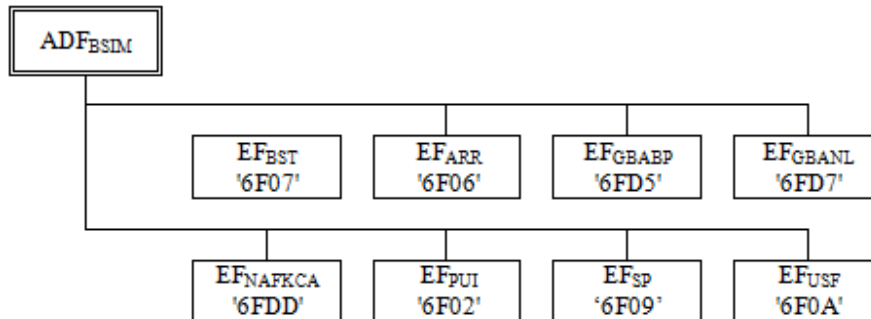 ADFBSIM
EFBST
'6F07'
EFARR
'6F06'
EFGBABP
'6FD5'
EFGBANL
'6FD7'
EFNAFKCA
'6FDD'
EFPUI
'6F02'
EFSP
‘6F09’
EFUSF
'6F0A'